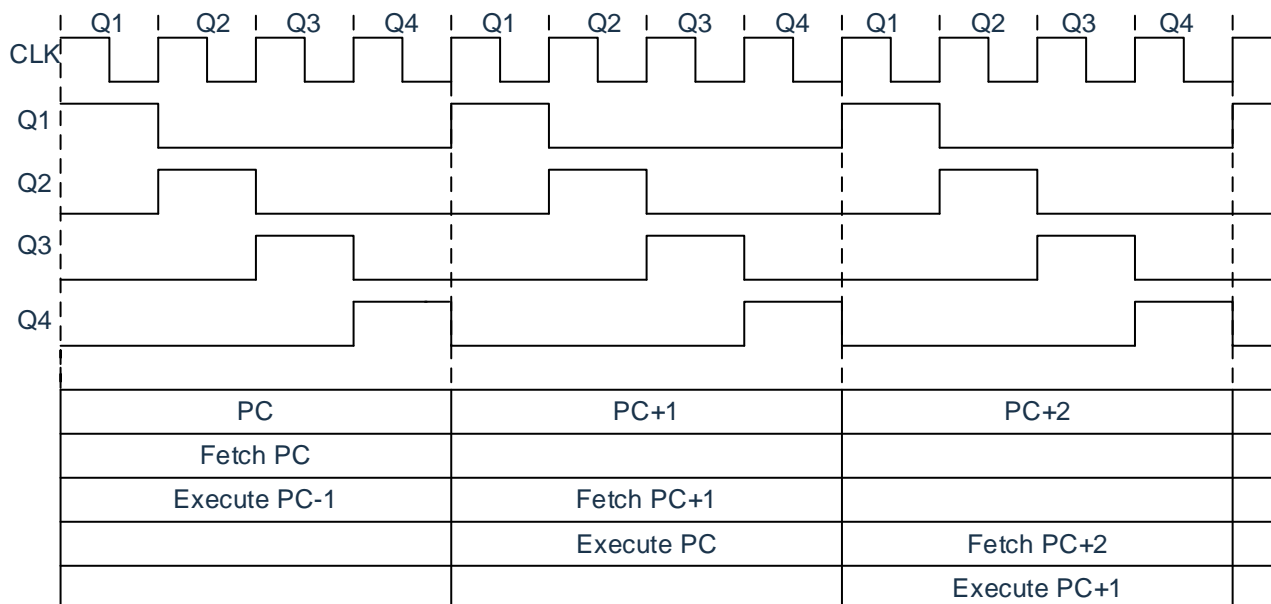 Q1 Q2 Q3 Q4 Q1 Q2 Q3 Q4 Q1 Q2 Q3 Q4
CLK
Q1
Q2
Q3
Q4
PC PC+1 PC+2
Fetch PC
Execute PC-1 Fetch PC+1
Execute PC Fetch PC+2
Execute PC+1